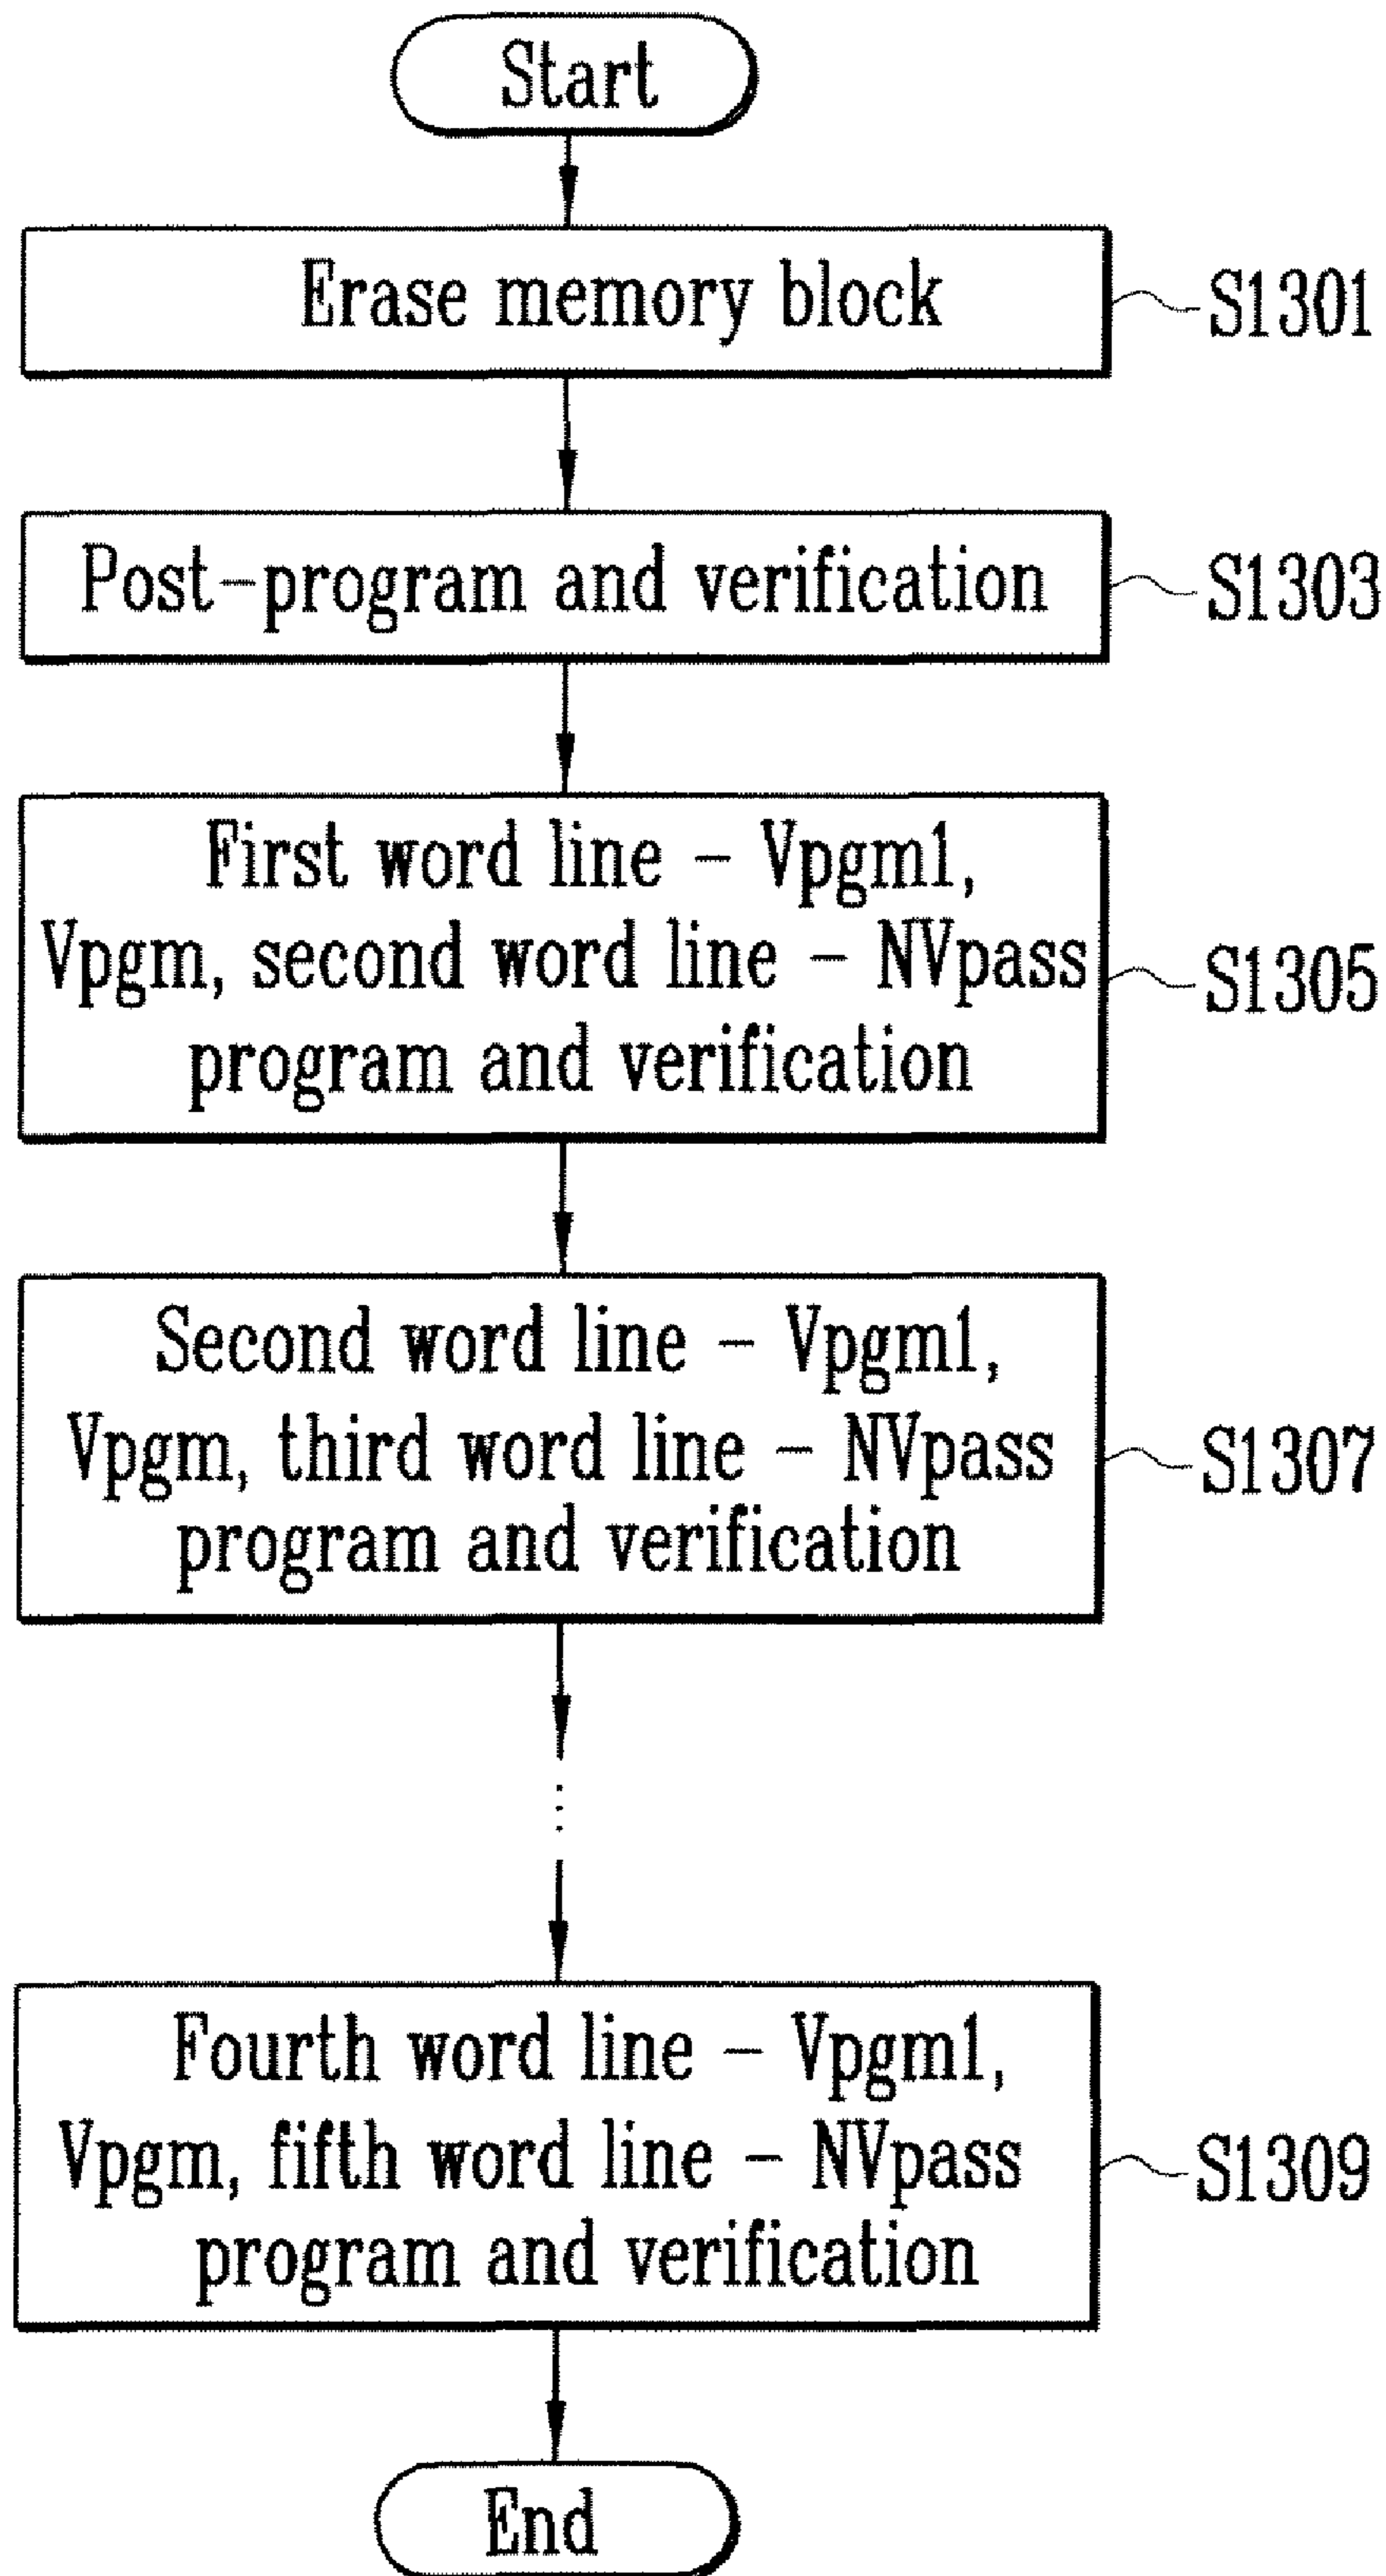 Start
Erase memory block
S1301
Post-program and verification
S1303
First word line - Vpgm1,
Vpgm, second word line - NVpass
program and verification
S1305
Second word line - Vpgm1,
Vpgm, third word line - NVpass
program and verification
S1307
Fourth word line - Vpgm1,
Vpgm, fifth word line - NVpass
program and verification
S1309
End